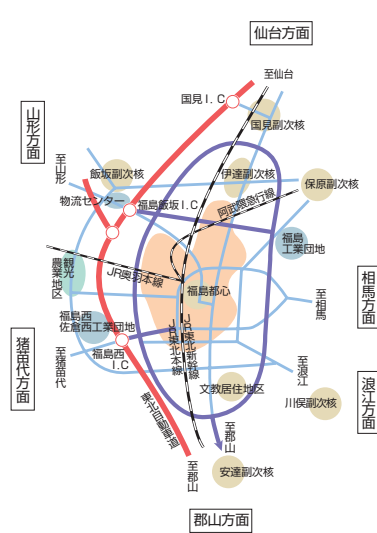 仙台方面
至仙台
国見I.C
国見副次核
山形方面
至山形
飯坂副次核
伊達副次核
保原副次核
物流センター
福島飯坂I.C
阿武隈急行線
福島
工業団地
JR奥羽本線
観光
農業地区
福島都心
相馬方面
至相馬
福島西
佐倉西工業団地
JR東北新幹線
JR東北本線
猪苗代方面
至猪苗代
福島西
I.C
至浪江
浪江方面
文教居住地区
川俣副次核
東北自動車道
至郡山
至郡山
安達副次核
郡山方面